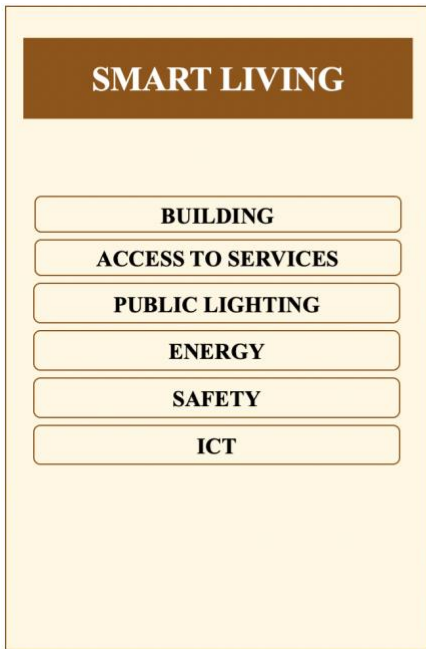 SMART LIVING
BUILDING
ACCESS TO SERVICES
PUBLIC LIGHTING
ENERGY
SAFETY
ICT